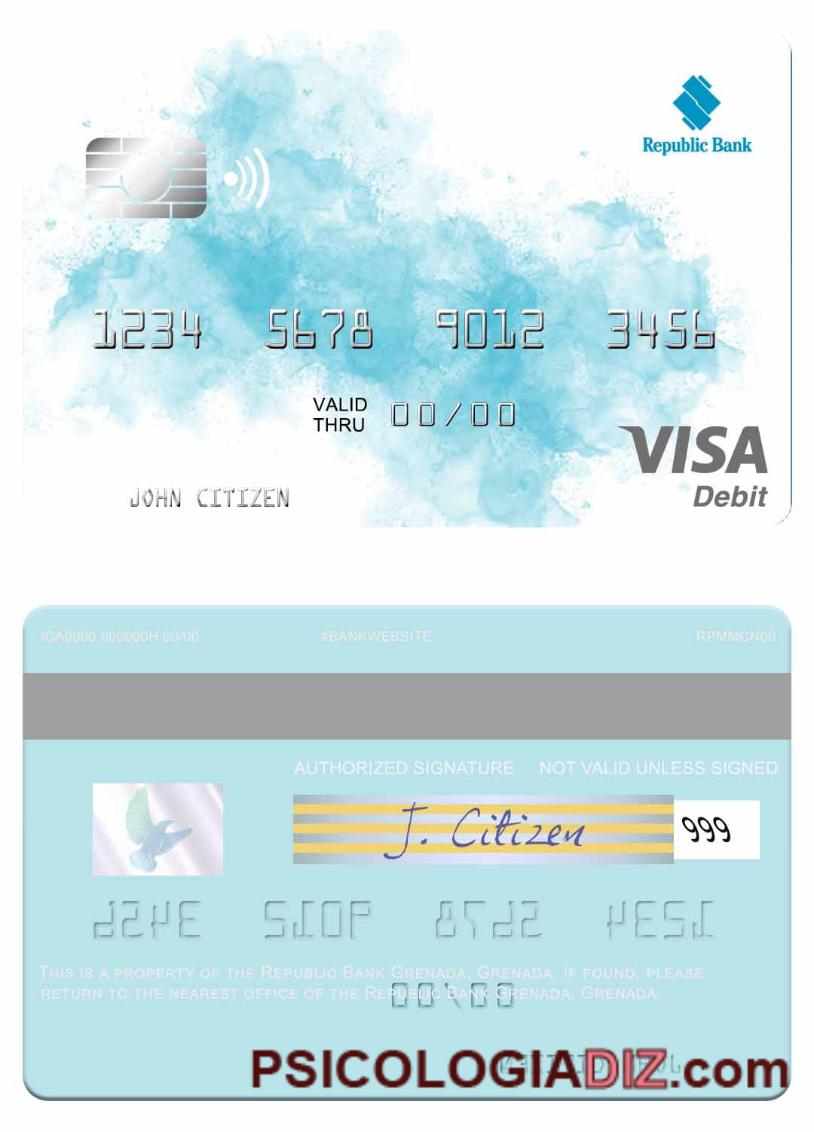 Republic Bank
1234 5678 9012 3456
VALID
THRU 00/00
VISA
Debit
JOHN CITIZEN
ICA0000 000000H 00/00 #BANKWEBSITE RPMMCN00
AUTHORIZED SIGNATURE NOT VALID UNLESS SIGNED
J. Citizen 999
THIS IS A PROPERTY OF THE REPUBLIC BANK GRENADA, GRENADA. IF FOUND, PLEASE
RETURN TO THE NEAREST OFFICE OF THE REPUBLIC BANK GRENADA, GRENADA.
PSICOLOGIADIZ.com